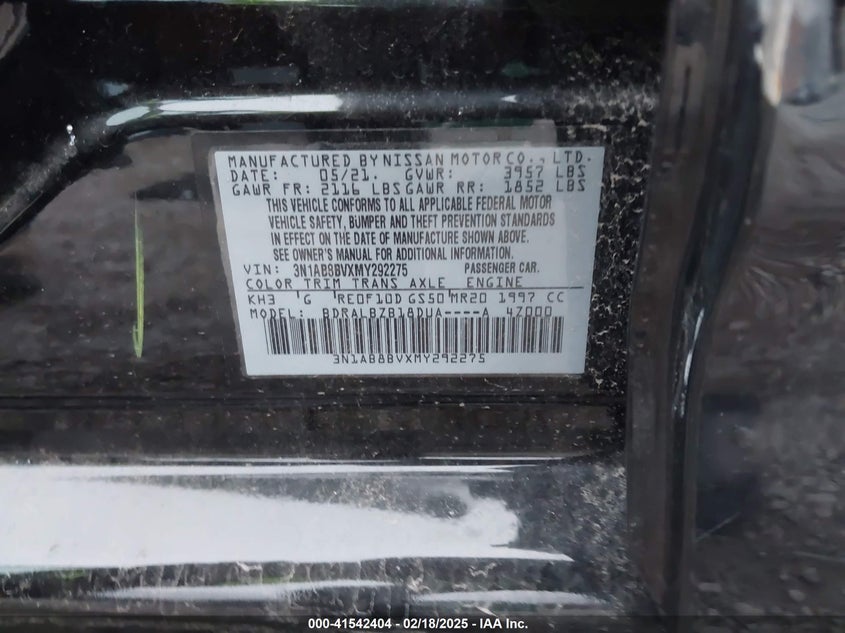 MANUFACTURED BY NISSAN MOTOR CO., LTD.
DATE: 05/21. GVWR: 3957 LBS
GAWR FR: 2116 LBS GAWR RR: 1852 LBS
THIS VEHICLE CONFORMS TO ALL APPLICABLE FEDERAL MOTOR
VEHICLE SAFETY, BUMPER AND THEFT PREVENTION STANDARDS
IN EFFECT ON THE DATE OF MANUFACTURE SHOWN ABOVE.
SEE OWNER'S MANUAL FOR ADDITIONAL INFORMATION.
VIN: 3N1AB8BVXMY292275 PASSENGER CAR.
COLOR TRIM TRANS AXLE ENGINE
KH3 G RE0F10D GS50 MR20 1997 CC
MODEL: BDRALBZB18DUA----A 47000
3N1AB8BVXMY292275
000-41542404 - 02/18/2025 - IAA Inc.